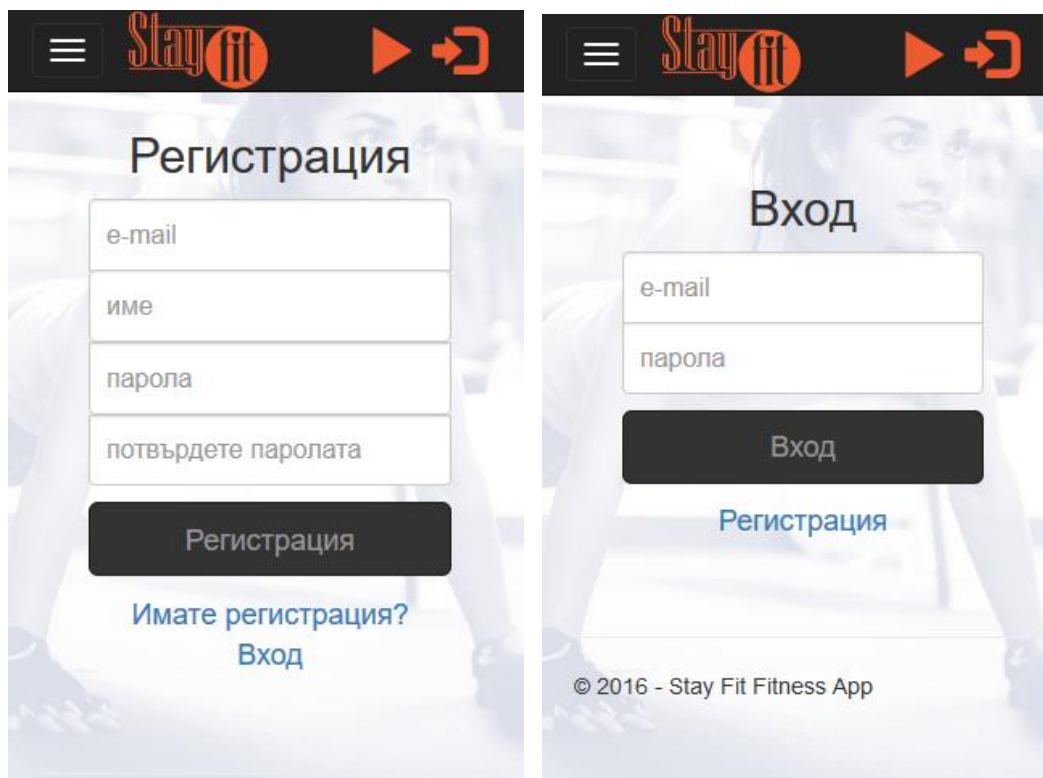 Stay fit
Регистрация
e-mail
име
парола
потвърдете паролата
Регистрация
Имате регистрация?
Вход
Stay fit
Вход
e-mail
парола
Вход
Регистрация
© 2016 - Stay Fit Fitness App